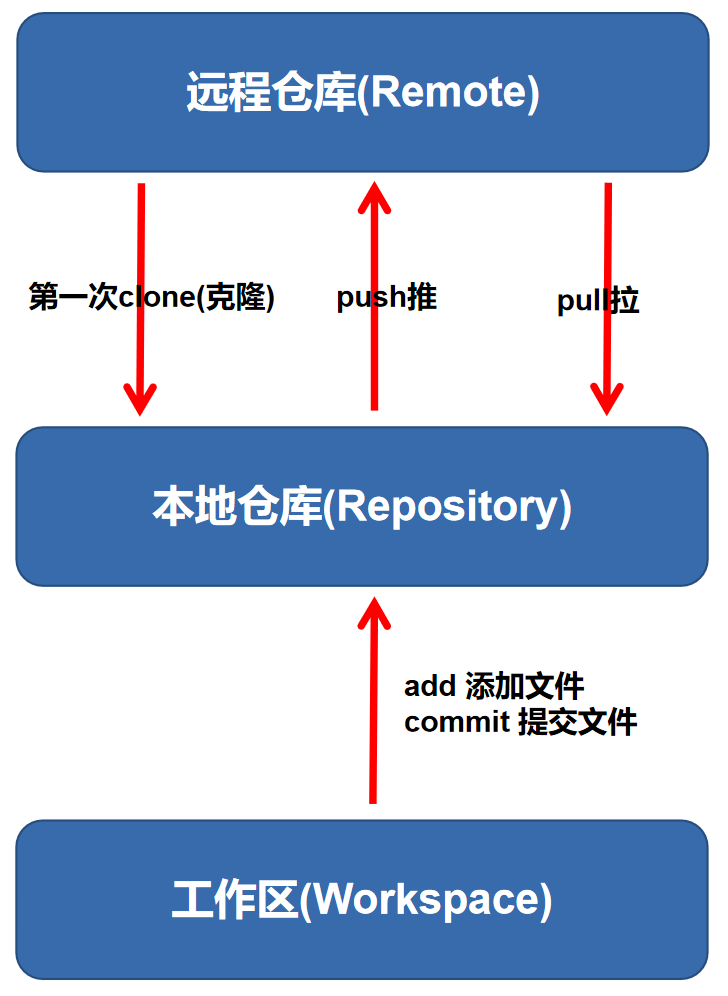 远程仓库(Remote)
第一次clone(克隆)
push推
pull拉
本地仓库(Repository)
add 添加文件
commit 提交文件
工作区(Workspace)